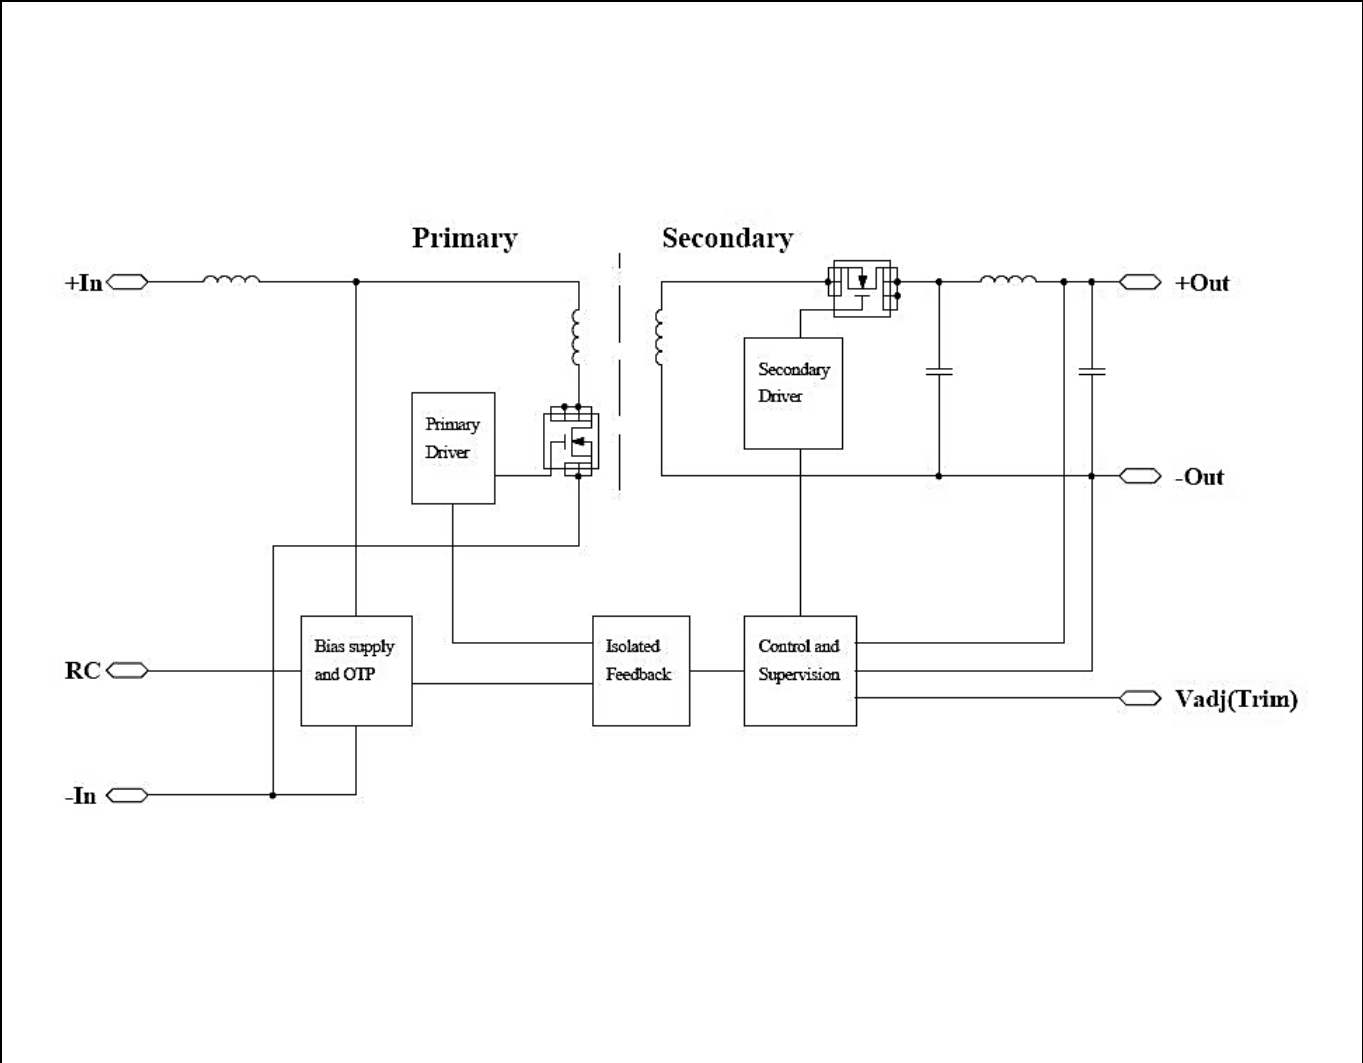 Primary
Secondary
+In
+Out
Secondary
Driver
Primary
Driver
-Out
Bias supply
and OTP
Isolated
Feedback
Control and
Supervision
RC
Vadj(Trim)
-In